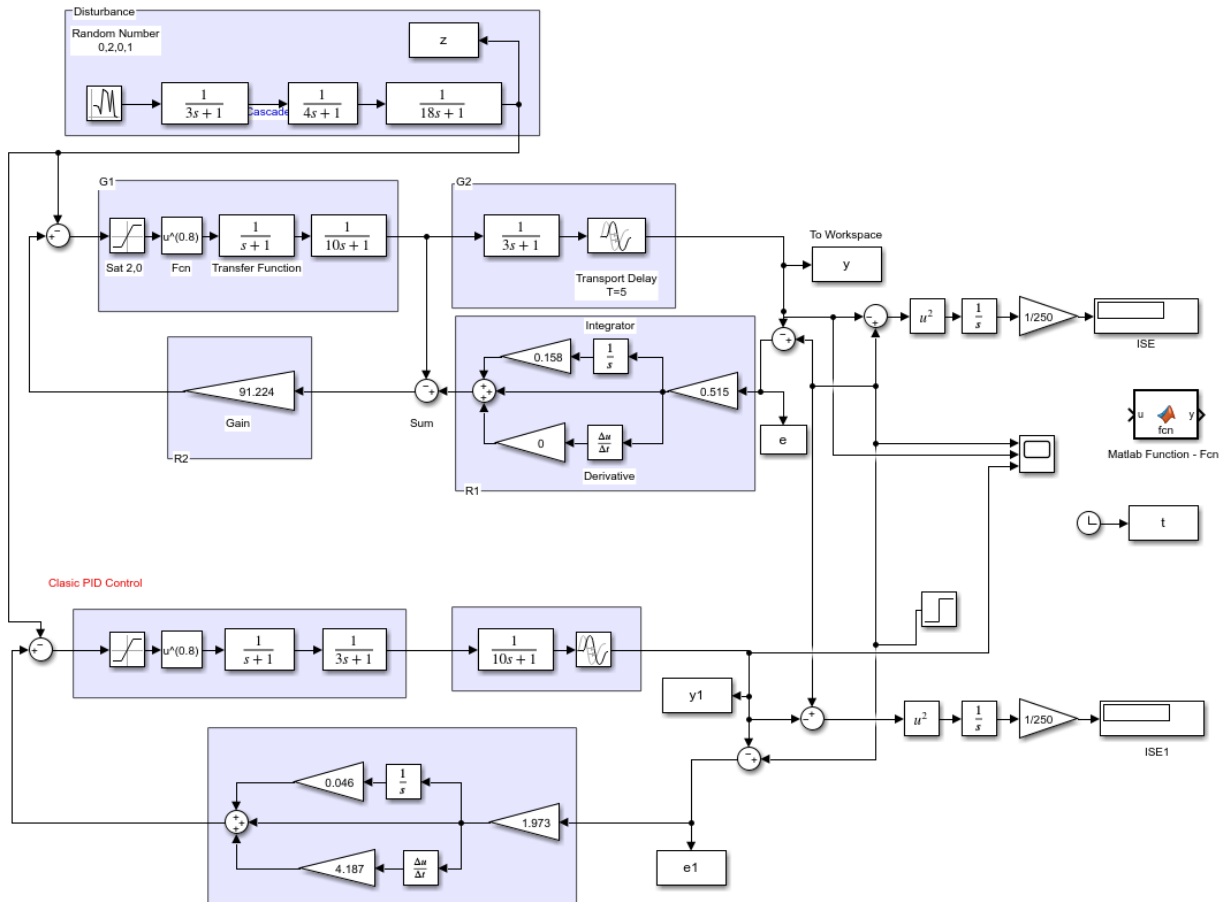 Disturbance
Random Number
0,2,0,1
z
1
3s + 1
Cascade
1
4s + 1
1
18s + 1
G1
Sat 2,0
u^(0.8)
Fcn
1
s + 1
Transfer Function
1
10s + 1
G2
1
3s + 1
Transport Delay
T=5
To Workspace
y
u²
1
s
1/250
ISE
Integrator
0.158
1
s
0.515
0
Δu
Δt
Derivative
R1
e
91.224
Gain
R2
Sum
u
fcn
y
Matlab Function - Fcn
t
Clasic PID Control
u^(0.8)
1
s + 1
1
3s + 1
1
10s + 1
y1
u²
1
s
1/250
ISE1
0.046
1
s
1.973
4.187
Δu
Δt
e1